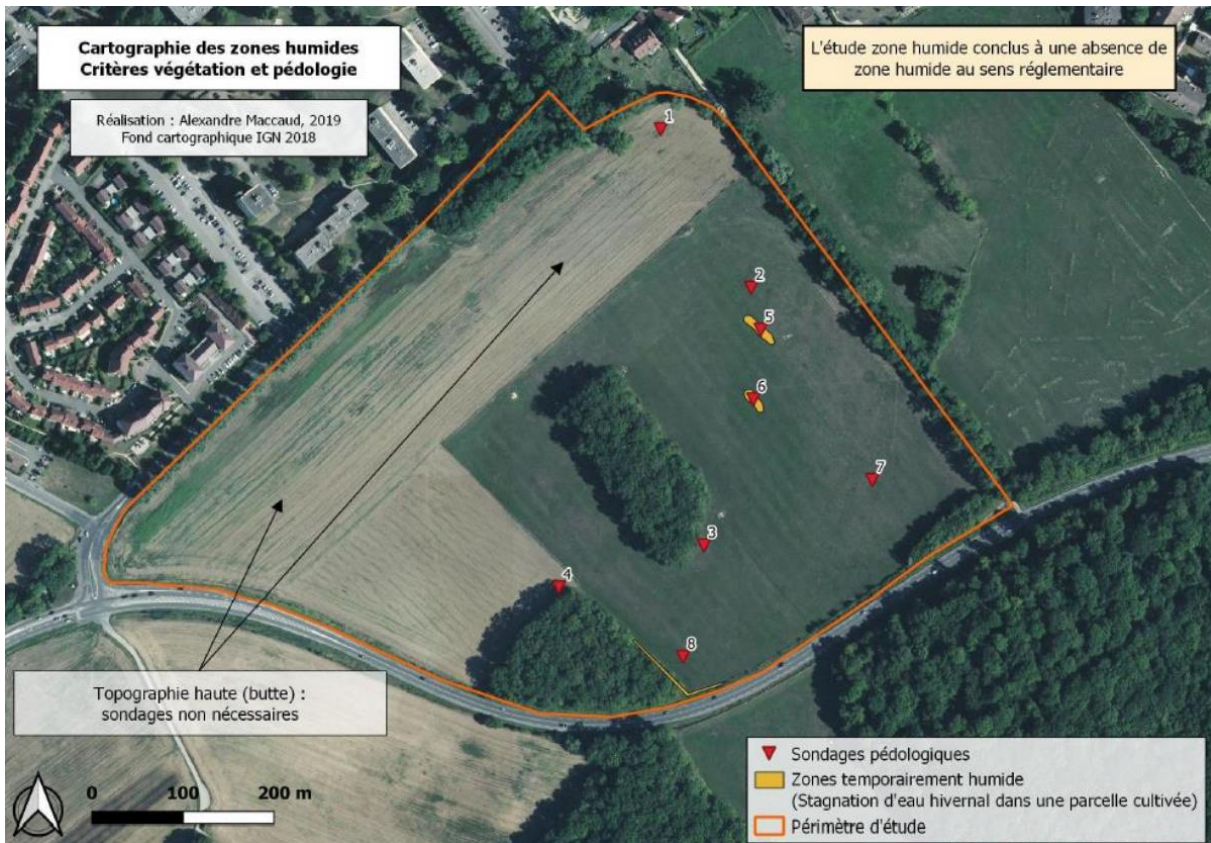 Cartographie des zones humides
Critères végétation et pédologie
Réalisation : Alexandre Maccaud, 2019
Fond cartographique IGN 2018
L'étude zone humide conclus à une absence de
zone humide au sens réglementaire
1
2
5
6
7
3
4
8
Topographie haute (butte) :
sondages non nécessaires
0 100 200 m
Sondages pédologiques
Zones temporairement humide
(Stagnation d'eau hivernal dans une parcelle cultivée)
Périmètre d'étude